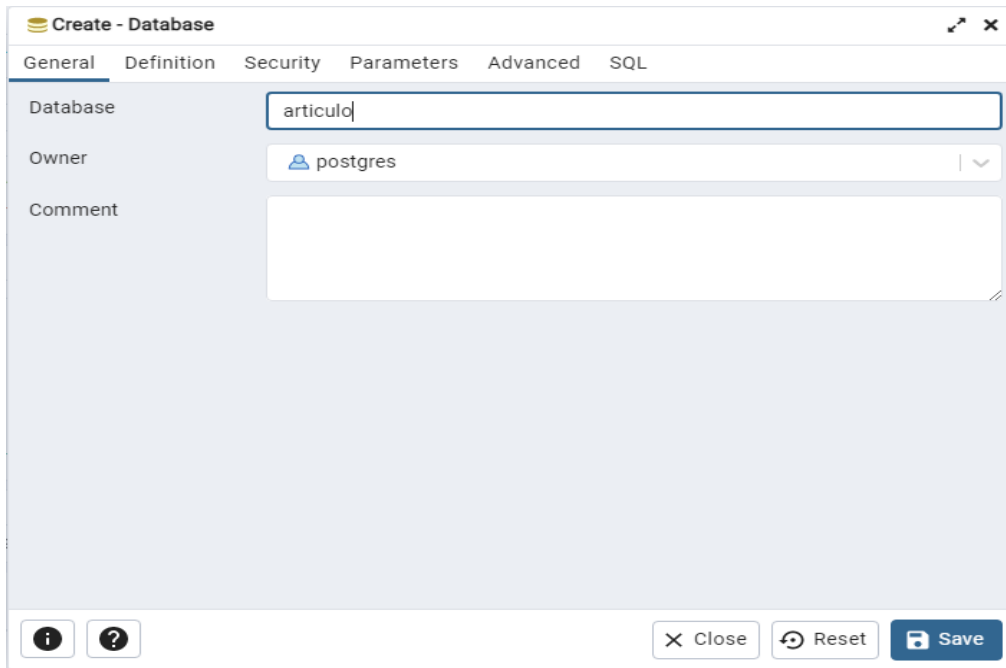 Create - Database
General Definition Security Parameters Advanced SQL
Database articulo
Owner postgres
Comment
Close Reset Save